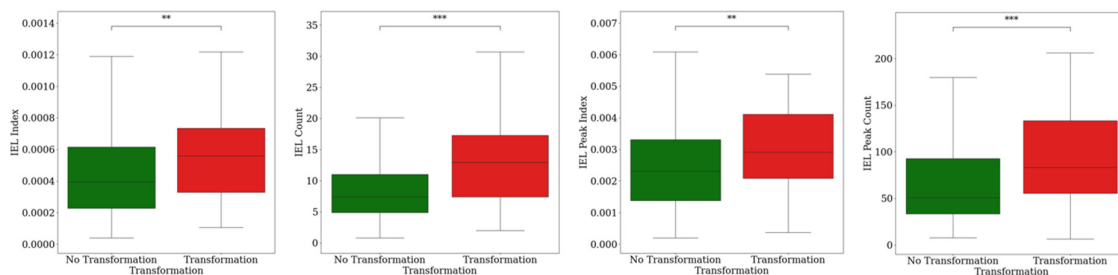 **
0.0014
0.0012
0.0010
0.0008
0.0006
0.0004
0.0002
0.0000
IEL Index
No Transformation Transformation
Transformation
***
35
30
25
20
15
10
5
0
IEL Count
No Transformation Transformation
Transformation
**
0.007
0.006
0.005
0.004
0.003
0.002
0.001
0.000
IEL Peak Index
No Transformation Transformation
Transformation
***
200
150
100
50
0
IEL Peak Count
No Transformation Transformation
Transformation